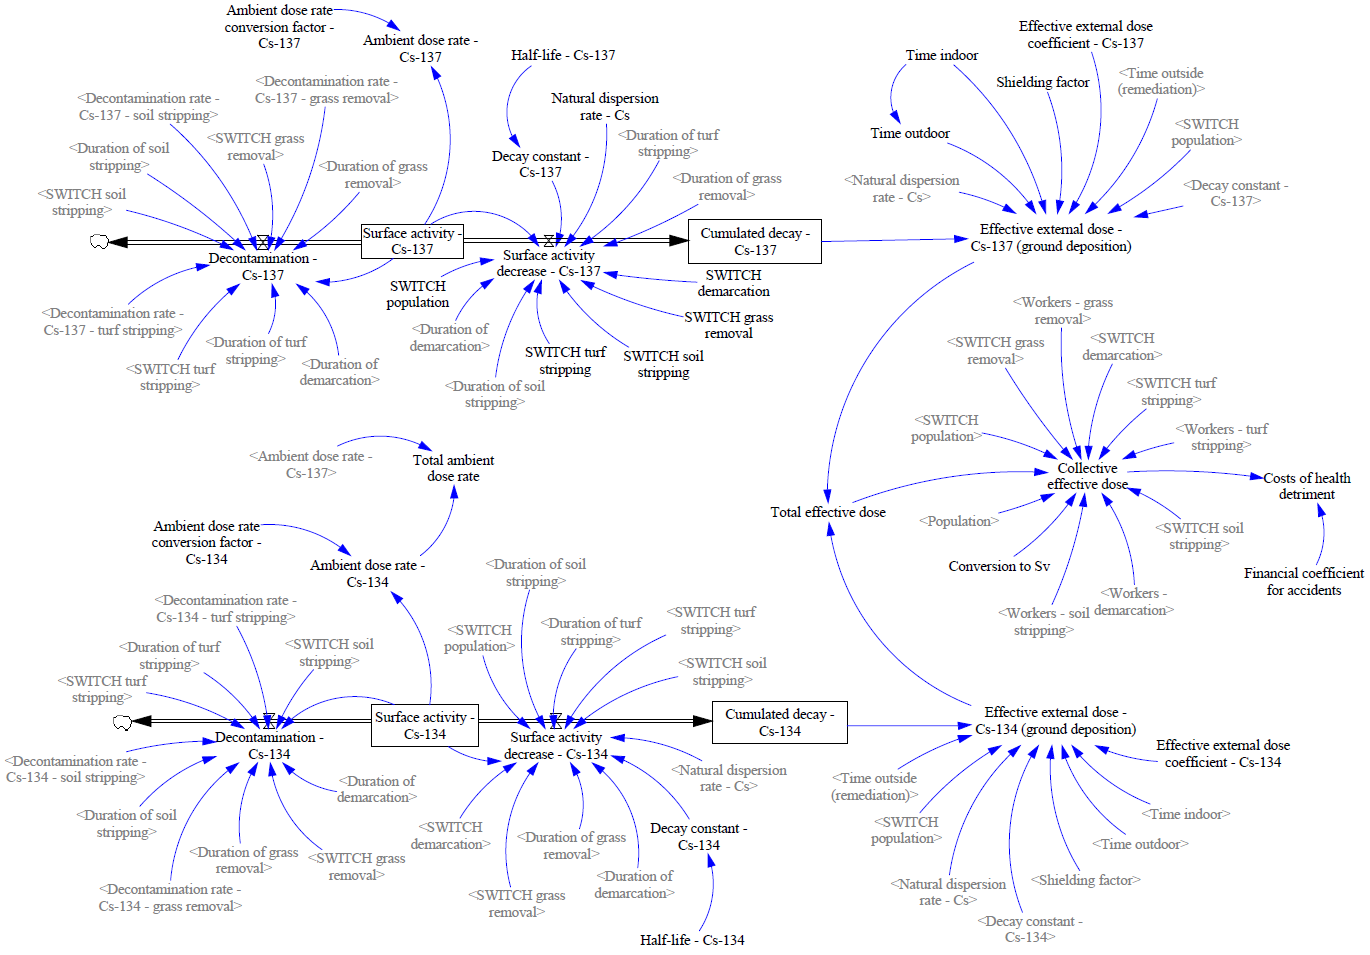 Ambient dose rate
conversion factor -
Cs-137
Ambient dose rate -
Cs-137
<Decontamination rate -
Cs-137 - grass removal>
<Decontamination rate -
Cs-137 - soil stripping>
<SWITCH grass
removal>
<Duration of soil
stripping>
<Duration of grass
removal>
<SWITCH soil
stripping>
Surface activity -
Cs-137
Decontamination -
Cs-137
<Decontamination rate -
Cs-137 - turf stripping>
<SWITCH turf
stripping>
<Duration of turf
stripping>
<Duration of
demarcation>
Half-life - Cs-137
Natural dispersion
rate - Cs
<Duration of turf
stripping>
Decay constant -
Cs-137
<Duration of grass
removal>
Surface activity
decrease - Cs-137
Cumulated decay -
Cs-137
SWITCH
population
SWITCH
demarcation
<Duration of
demarcation>
SWITCH grass
removal
SWITCH turf
stripping
SWITCH soil
stripping
<Duration of soil
stripping>
Time indoor
Effective external dose
coefficient - Cs-137
Shielding factor
<Time outside
(remediation)>
Time outdoor
<SWITCH
population>
<Natural dispersion
rate - Cs>
<Decay constant -
Cs-137>
Effective external dose -
Cs-137 (ground deposition)
<Workers - grass
removal>
<SWITCH grass
removal>
<SWITCH
demarcation>
<SWITCH turf
stripping>
<SWITCH
population>
<Workers - turf
stripping>
Collective
effective dose
Costs of health
detriment
Total effective dose
<Population>
<SWITCH soil
stripping>
Conversion to Sv
<Workers - soil
stripping>
<Workers -
demarcation>
Financial coefficient
for accidents
<Ambient dose rate -
Cs-137>
Total ambient
dose rate
Ambient dose rate
conversion factor -
Cs-134
Ambient dose rate -
Cs-134
<Decontamination rate -
Cs-134 - turf stripping>
<Duration of turf
stripping>
<SWITCH soil
stripping>
<SWITCH turf
stripping>
Surface activity -
Cs-134
Decontamination -
Cs-134
<Decontamination rate -
Cs-134 - soil stripping>
<Duration of soil
stripping>
<Duration of
demarcation>
<Duration of grass
removal>
<SWITCH grass
removal>
<Decontamination rate -
Cs-134 - grass removal>
<Duration of soil
stripping>
<SWITCH
population>
<Duration of turf
stripping>
<SWITCH turf
stripping>
<SWITCH soil
stripping>
Surface activity
decrease - Cs-134
Cumulated decay -
Cs-134
<Natural dispersion
rate - Cs>
<SWITCH
demarcation>
<Duration of grass
removal>
Decay constant -
Cs-134
<SWITCH grass
removal>
<Duration of
demarcation>
Half-life - Cs-134
Effective external dose -
Cs-134 (ground deposition)
Effective external dose
coefficient - Cs-134
<Time outside
(remediation)>
<SWITCH
population>
<Time indoor>
<Time outdoor>
<Natural dispersion
rate - Cs>
<Shielding factor>
<Decay constant -
Cs-134>